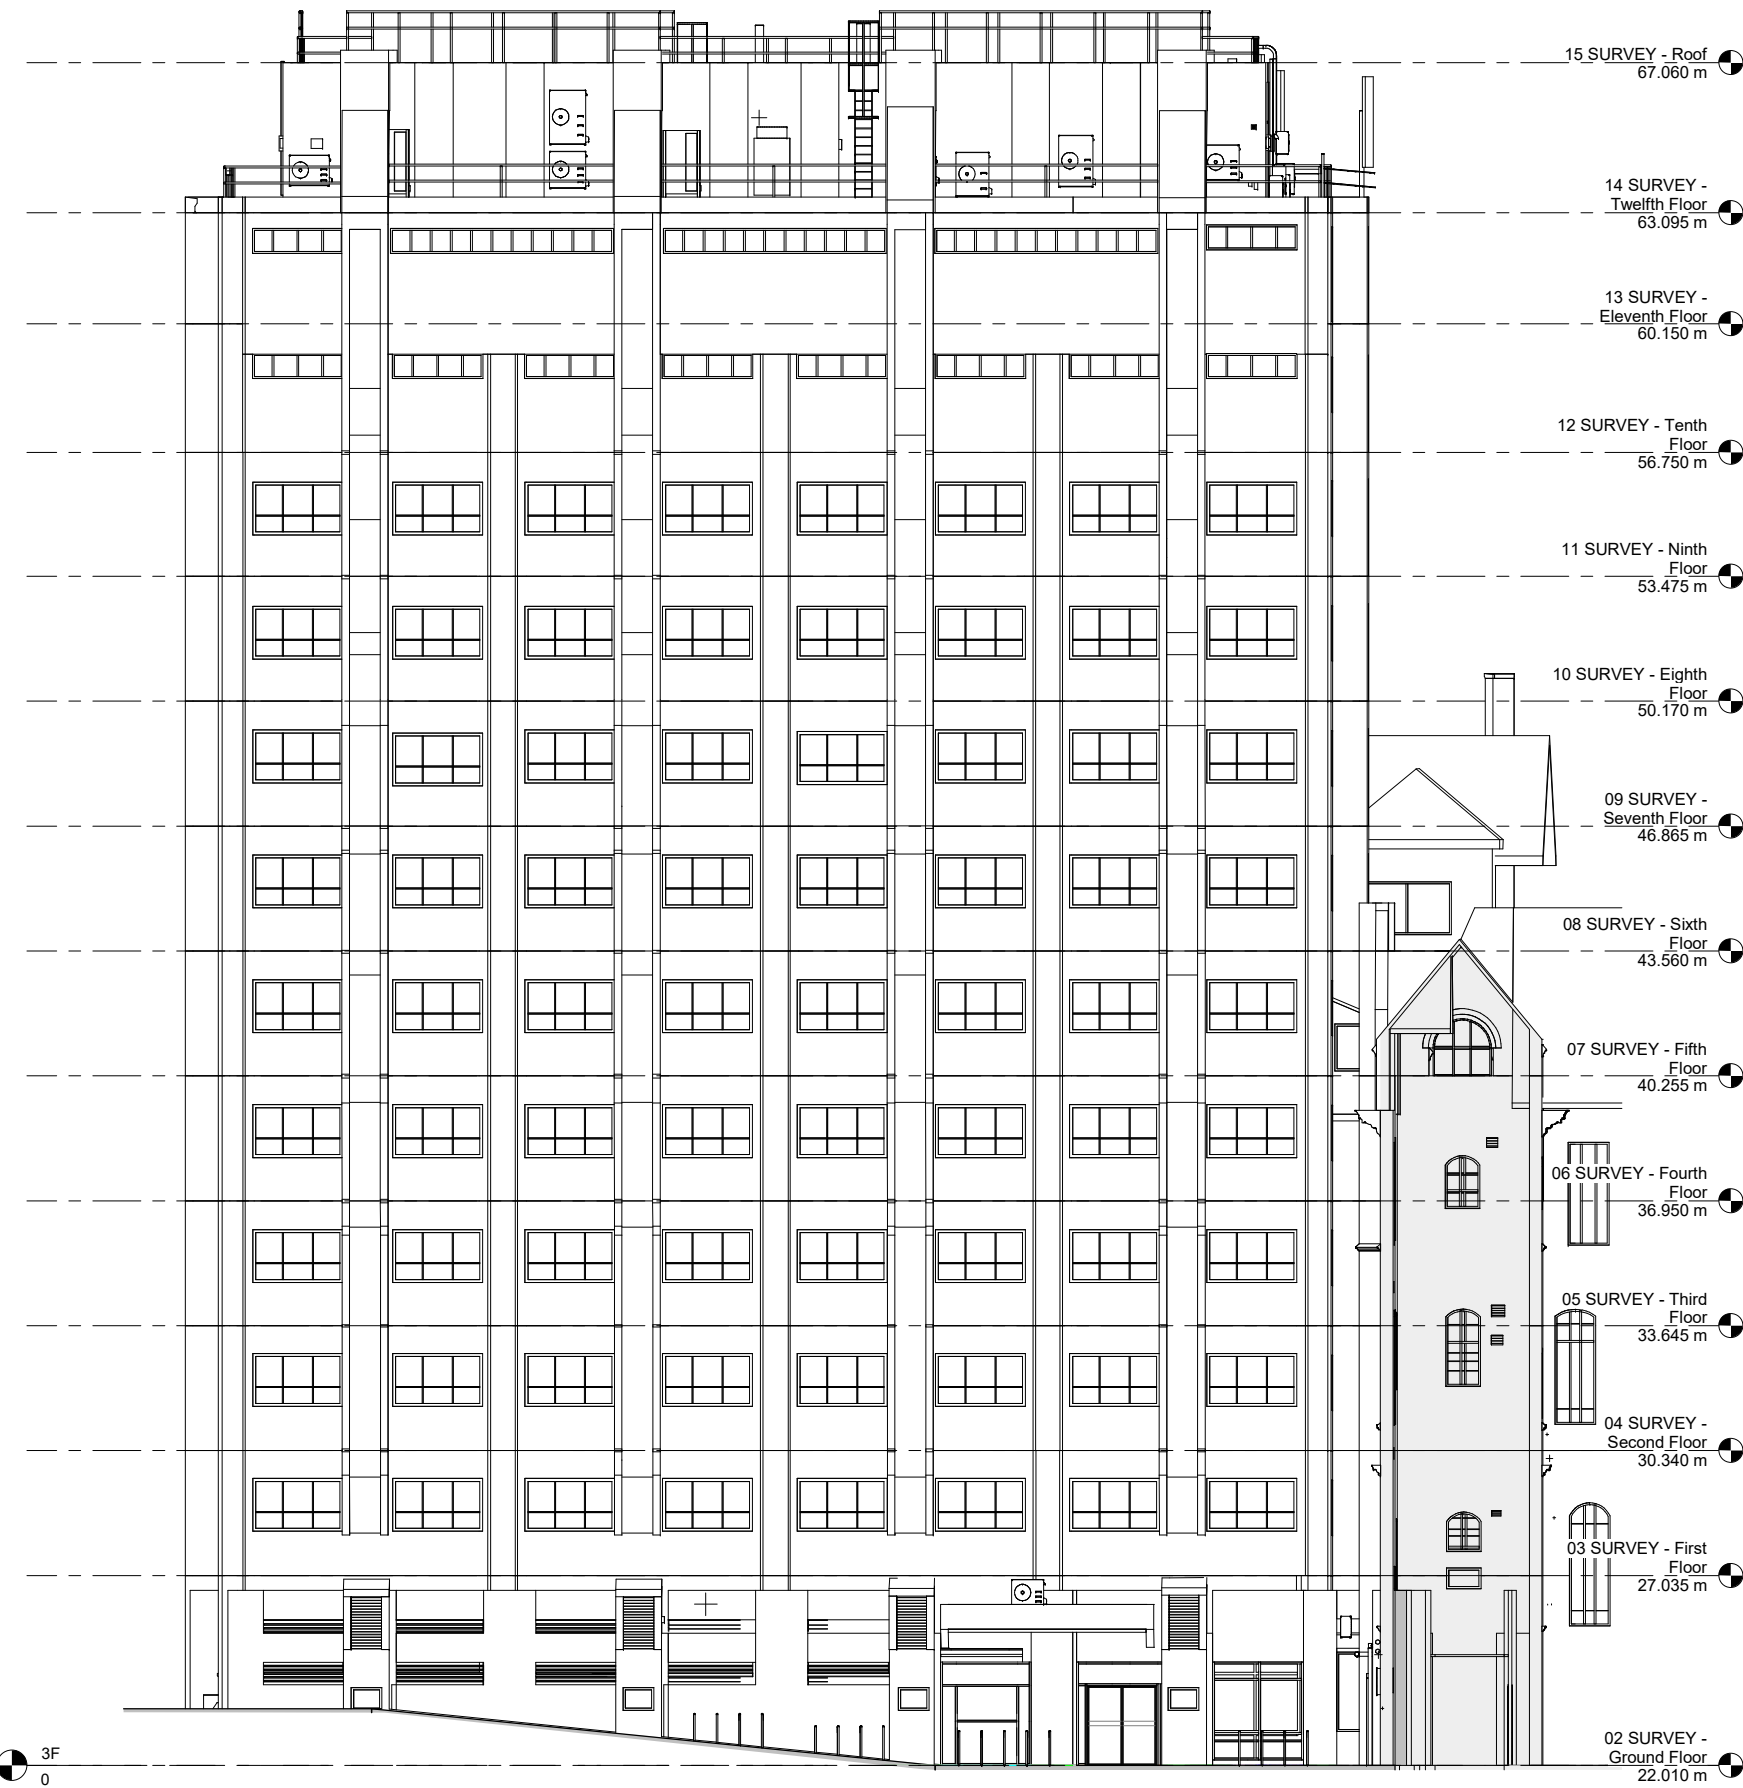 15 SURVEY - Roof
67.060 m
14 SURVEY -
Twelfth Floor
63.095 m
13 SURVEY -
Eleventh Floor
60.150 m
12 SURVEY - Tenth
Floor
56.750 m
11 SURVEY - Ninth
Floor
53.475 m
10 SURVEY - Eighth
Floor
50.170 m
09 SURVEY -
Seventh Floor
46.865 m
08 SURVEY - Sixth
Floor
43.560 m
07 SURVEY - Fifth
Floor
40.255 m
06 SURVEY - Fourth
Floor
36.950 m
05 SURVEY - Third
Floor
33.645 m
04 SURVEY -
Second Floor
30.340 m
03 SURVEY - First
Floor
27.035 m
02 SURVEY -
Ground Floor
22.010 m
3F
0